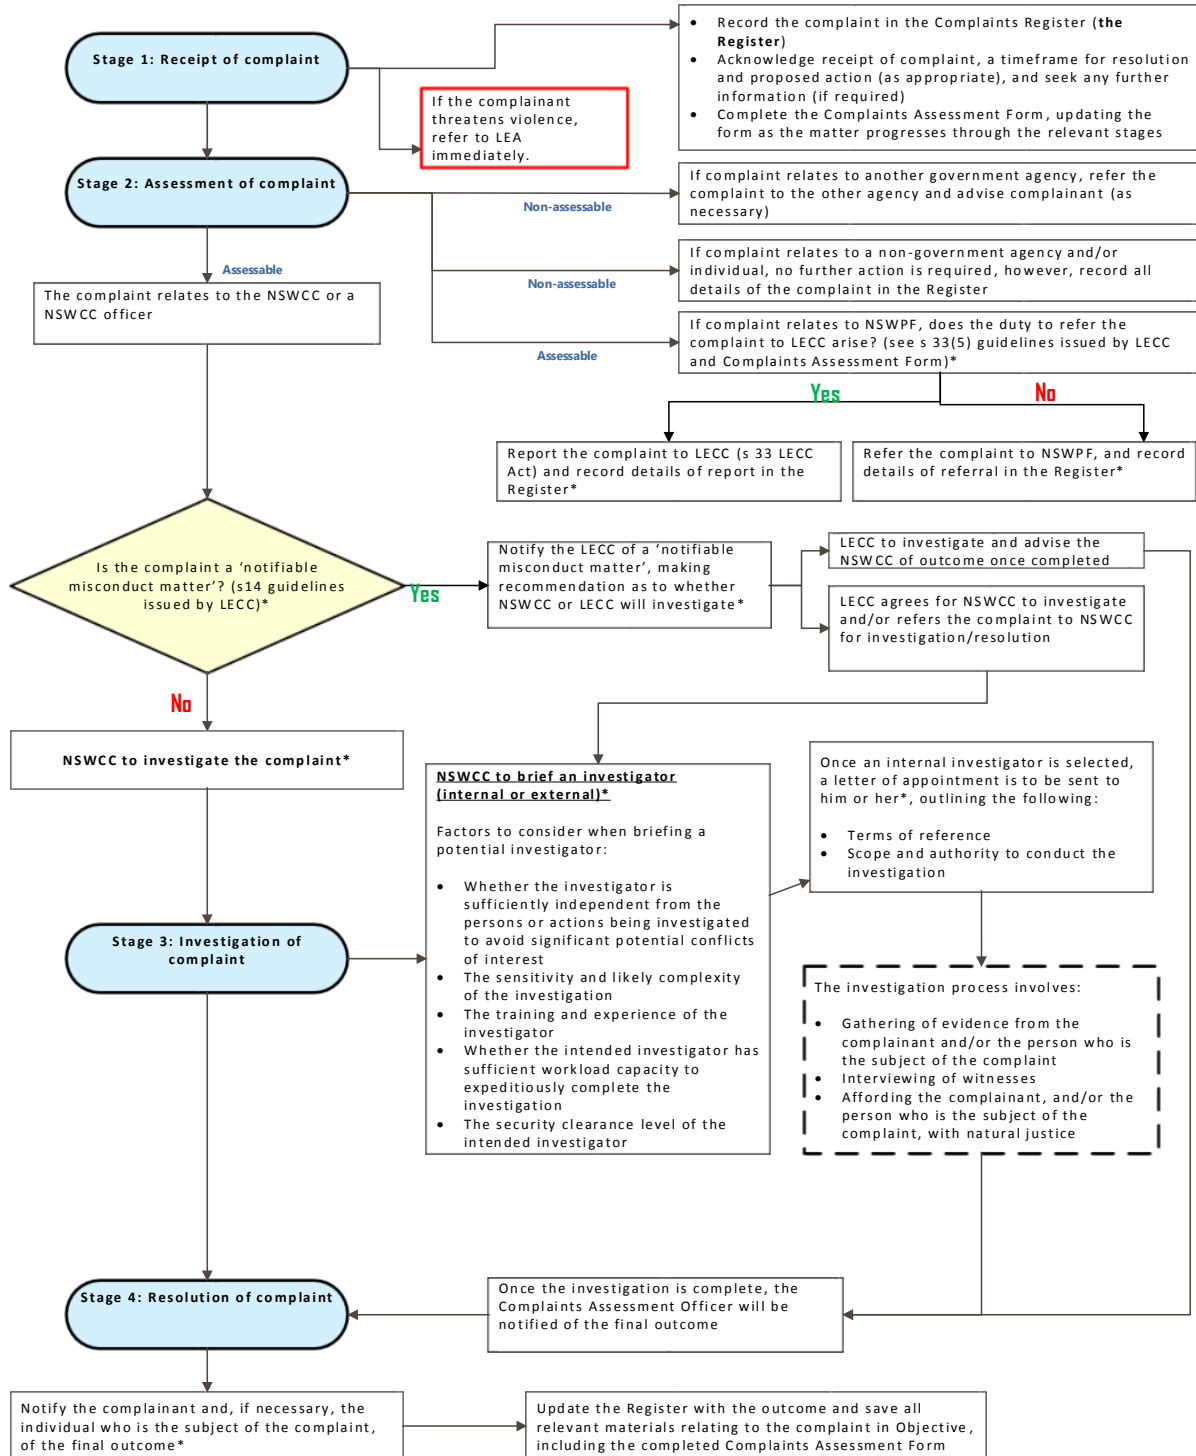 Stage 1: Receipt of complaint
• Record the complaint in the Complaints Register (the
Register)
• Acknowledge receipt of complaint, a timeframe for resolution
and proposed action (as appropriate), and seek any further
information (if required)
• Complete the Complaints Assessment Form, updating the
form as the matter progresses through the relevant stages
If the complainant
threatens violence,
refer to LEA
immediately.
Stage 2: Assessment of complaint
Non-assessable
If complaint relates to another government agency, refer
the complaint to the other agency and advise complainant (as
necessary)
Non-assessable
If complaint relates to a non-government agency and/or
individual, no further action is required, however, record all
details of the complaint in the Register
Assessable
The complaint relates to the NSWCC or a
NSWCC officer
Assessable
If complaint relates to NSWPF, does the duty to refer the
complaint to LECC arise? (see s 33(5) guidelines issued by LECC
and Complaints Assessment Form)*
Yes
No
Report the complaint to LECC (s 33 LECC
Act) and record details of report in the
Register*
Refer the complaint to NSWPF, and record
details of referral in the Register*
Is the complaint a ‘notifiable
misconduct matter’? (s14 guidelines
issued by LECC)*
Yes
Notify the LECC of a ‘notifiable
misconduct matter’, making
recommendation as to whether
NSWCC or LECC will investigate*
LECC to investigate and advise the
NSWCC of outcome once completed
LECC agrees for NSWCC to investigate
and/or refers the complaint to NSWCC
for investigation/resolution
No
NSWCC to investigate the complaint*
NSWCC to brief an investigator
(internal or external)*
Factors to consider when briefing a
potential investigator:
• Whether the investigator is
sufficiently independent from the
persons or actions being investigated
to avoid significant potential conflicts
of interest
• The sensitivity and likely complexity
of the investigation
• The training and experience of the
investigator
• Whether the intended investigator has
sufficient workload capacity to
expeditiously complete the
investigation
• The security clearance level of the
intended investigator
Once an internal investigator is selected,
a letter of appointment is to be sent to
him or her*, outlining the following:
• Terms of reference
• Scope and authority to conduct the
investigation
Stage 3: Investigation of
complaint
The investigation process involves:
• Gathering of evidence from the
complainant and/or the person who is
the subject of the complaint
• Interviewing of witnesses
• Affording the complainant, and/or the
person who is the subject of the
complaint, with natural justice
Stage 4: Resolution of complaint
Once the investigation is complete, the
Complaints Assessment Officer will be
notified of the final outcome
Notify the complainant and, if necessary, the
individual who is the subject of the complaint,
of the final outcome*
Update the Register with the outcome and save all
relevant materials relating to the complaint in Objective,
including the completed Complaints Assessment Form